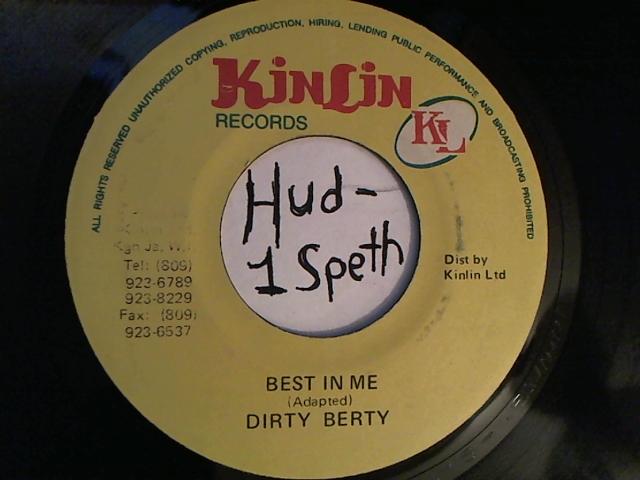 ALL RIGHTS RESERVED UNAUTHORIZED COPYING, REPRODUCTION, HIRING, LENDING PUBLIC PERFORMANCE AND BROADCASTING PROHIBITED
KINLIN
RECORDS
KL
Hud-
1 Speth
Kgn Ja, W.I
Tel: (809)
923-6789
923-8229
Fax: (809)
923-6537
Dist by
Kinlin Ltd
BEST IN ME
(Adapted)
DIRTY BERTY